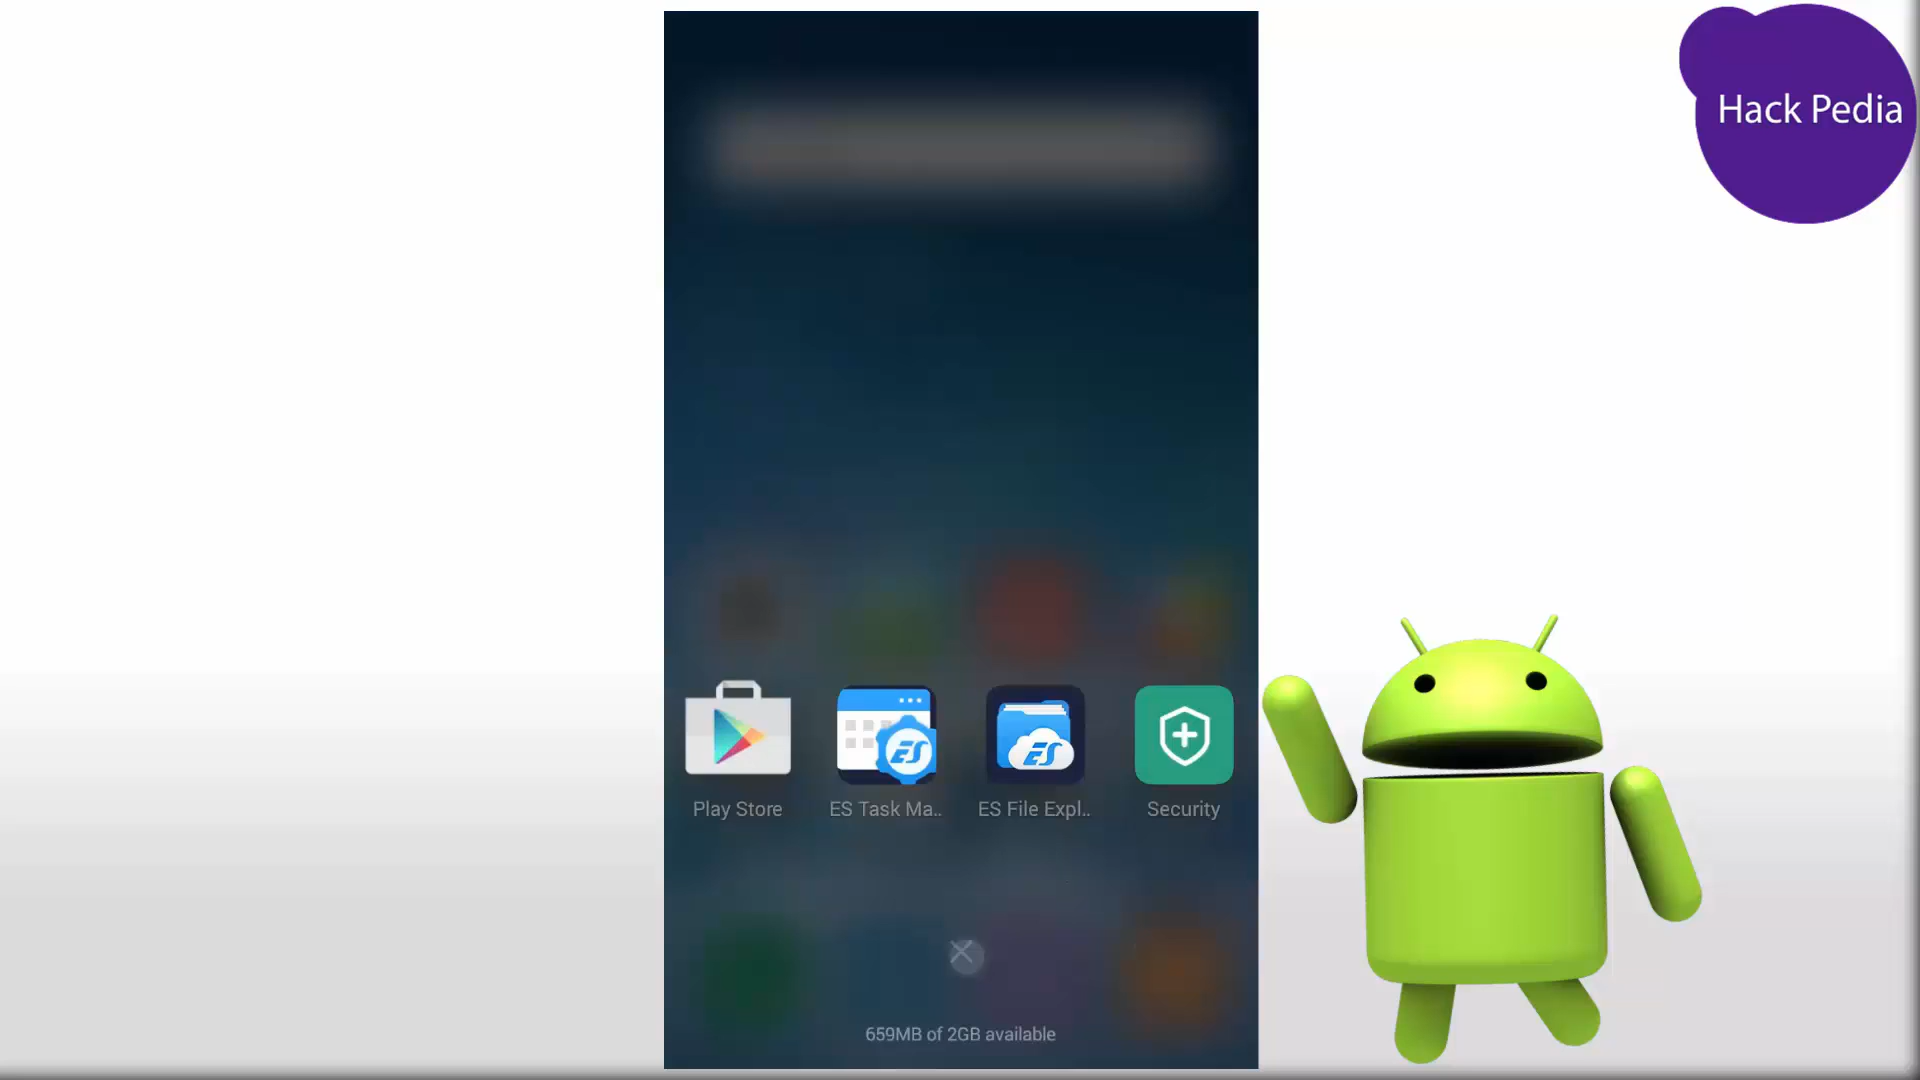 Hack Pedia
Play Store
ES Task Ma..
ES File Expl..
Security
659MB of 2GB available